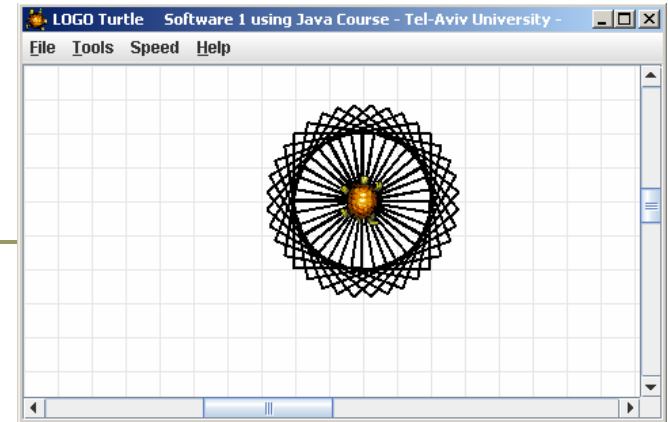 LOGO Turtle Software 1 using Java Course - Tel-Aviv University -
File Tools Speed Help